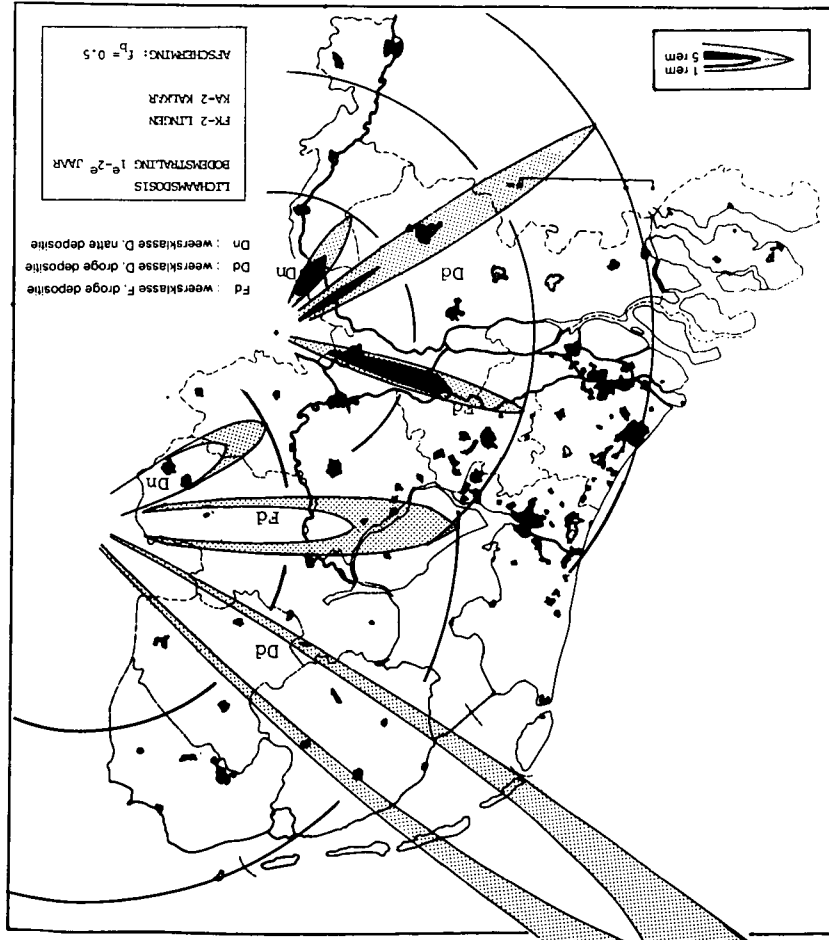 Dd
Fd
Dn
Fd
Dd
Dn
Fd : weersklasse F. droge depositie
Dd : weersklasse D. droge depositie
Dn : weersklasse D. natte depositie
LICHAAMSDOSIS
BODEMSTRALING 1e-2e JAAR
FK-2 LINGEN
KA-2 KALKAR
AFSCHERMING: fb = 0.5
1 rem
5 rem